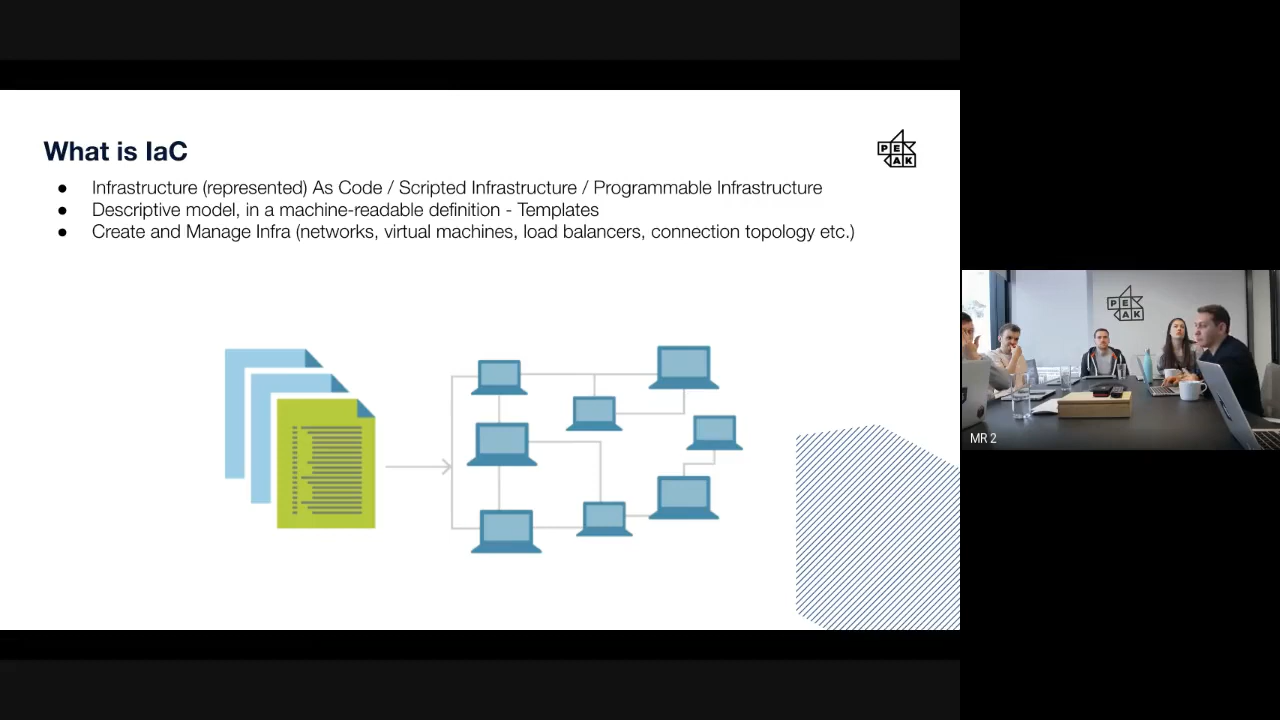 What is IaC
PEAK
● Infrastructure (represented) As Code / Scripted Infrastructure / Programmable Infrastructure
● Descriptive model, in a machine-readable definition - Templates
● Create and Manage Infra (networks, virtual machines, load balancers, connection topology etc.)
PEAK
MR 2